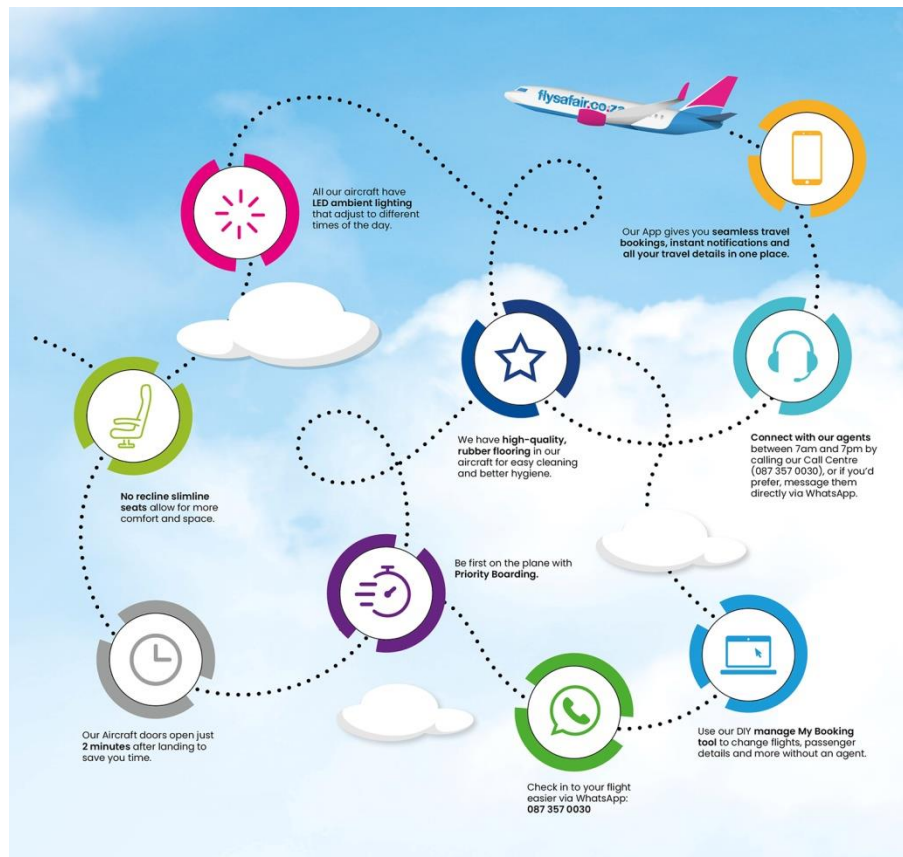 flysafair.co.za
All our aircraft have
LED ambient lighting
that adjust to different
times of the day.
Our App gives you seamless travel
bookings, instant notifications and
all your travel details in one place.
We have high-quality,
rubber flooring in our
aircraft for easy cleaning
and better hygiene.
Connect with our agents
between 7am and 7pm by
calling our Call Centre
(087 357 0030), or if you'd
prefer, message them
directly via WhatsApp.
No recline slimline
seats allow for more
comfort and space.
Be first on the plane with
Priority Boarding.
Our Aircraft doors open just
2 minutes after landing to
save you time.
Use our DIY manage My Booking
tool to change flights, passenger
details and more without an agent.
Check in to your flight
easier via WhatsApp:
087 357 0030